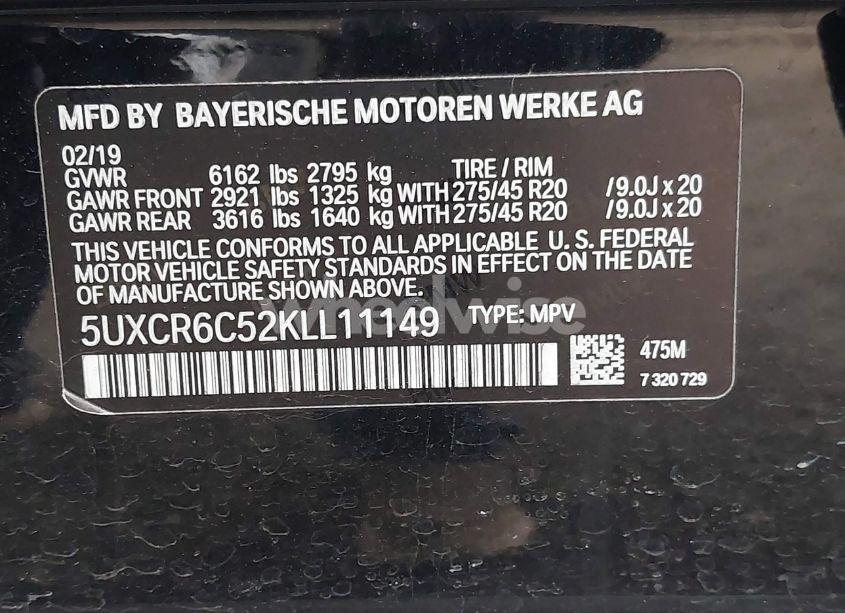 MFD BY BAYERISCHE MOTOREN WERKE AG
02/19
GVWR 6162 lbs 2795 kg TIRE / RIM
GAWR FRONT 2921 lbs 1325 kg WITH 275/45 R20 /9.0J x 20
GAWR REAR 3616 lbs 1640 kg WITH 275/45 R20 /9.0J x 20
THIS VEHICLE CONFORMS TO ALL APPLICABLE U. S. FEDERAL
MOTOR VEHICLE SAFETY STANDARDS IN EFFECT ON THE DATE
OF MANUFACTURE SHOWN ABOVE.
5UXCR6C52KLL11149 TYPE: MPV
wheelwise
475M
7 320 729